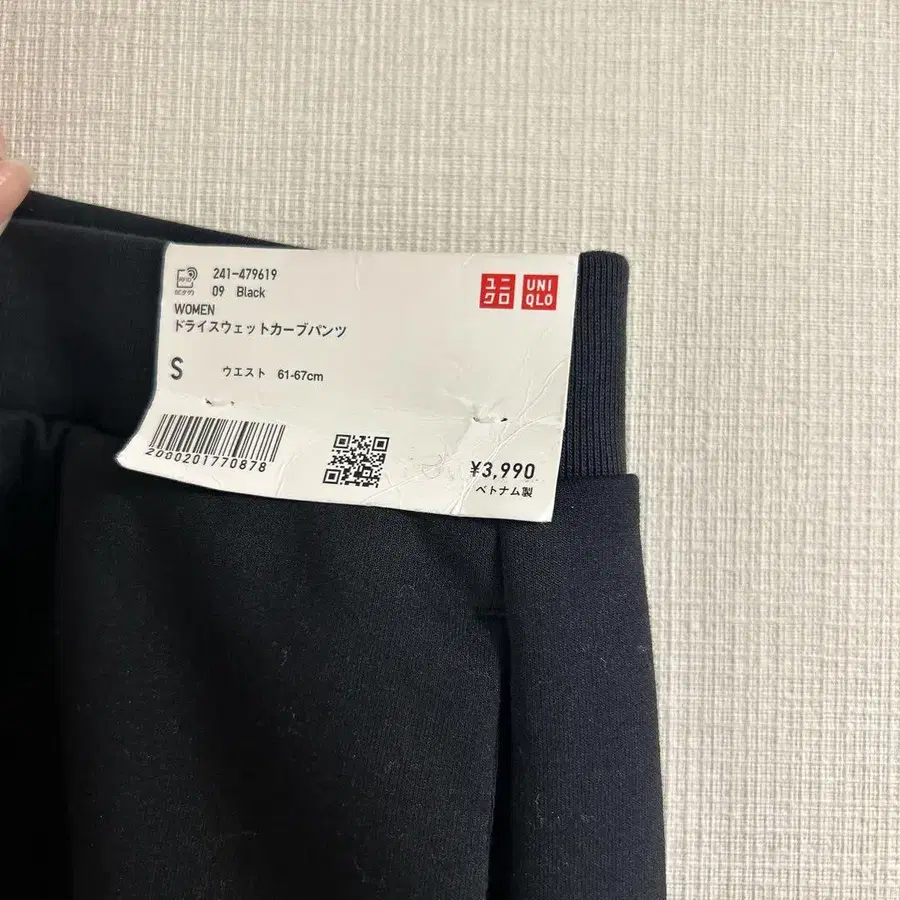 241-479619
09 Black
WOMEN
ドライスウェットカーブパンツ
S ウエスト 61-67cm
ユニクロ
UNIQLO
2000201770878
¥3,990
ベトナム製